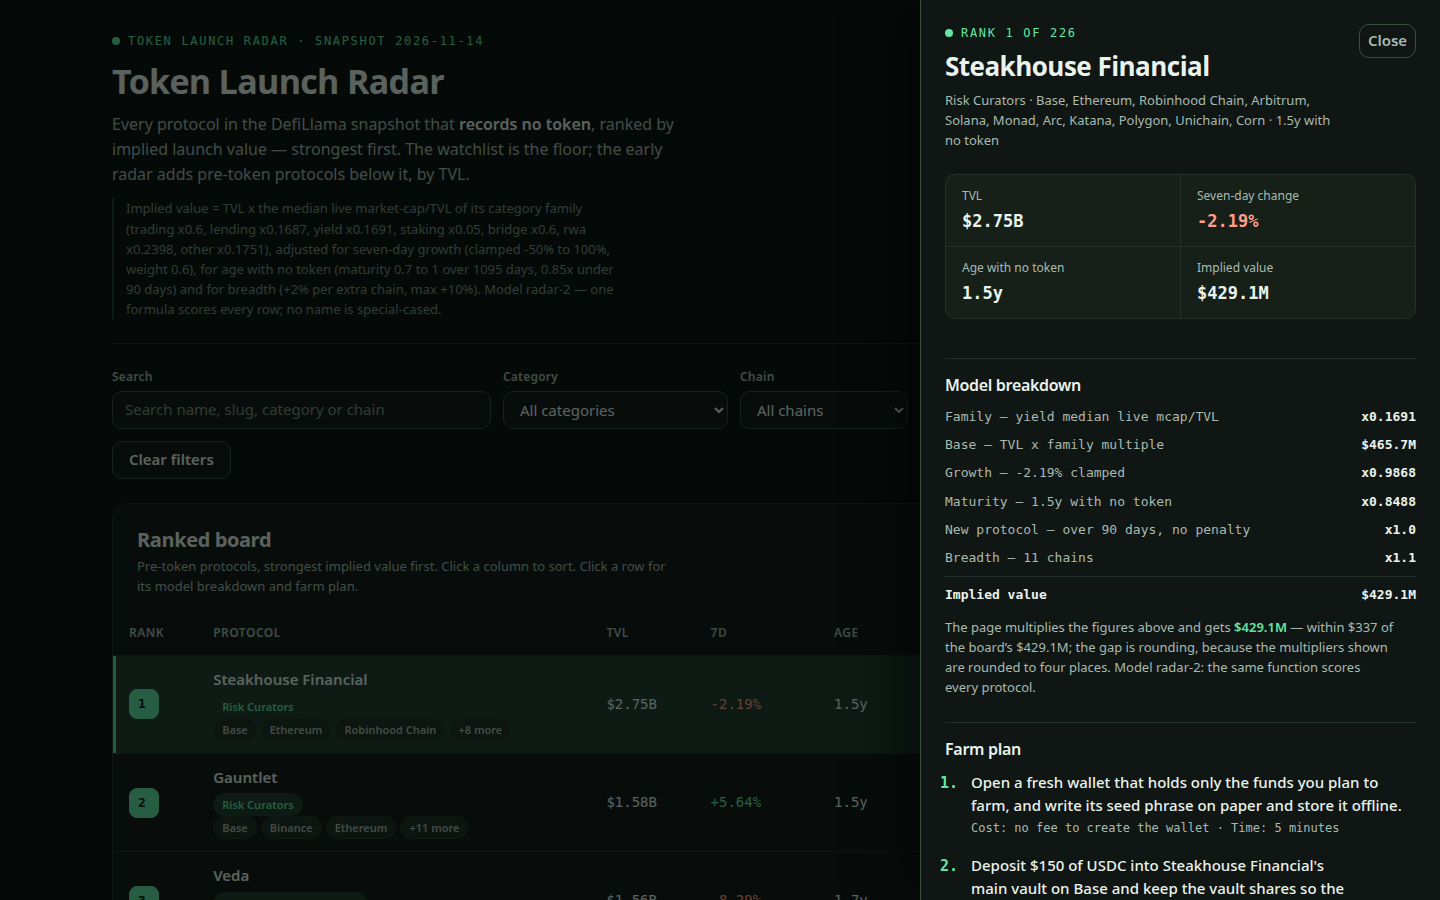 TOKEN LAUNCH RADAR · SNAPSHOT 2026-11-14
Token Launch Radar
Every protocol in the DefiLlama snapshot that records no token, ranked by
implied launch value — strongest first. The watchlist is the floor; the early
radar adds pre-token protocols below it, by TVL.
Implied value = TVL x the median live market-cap/TVL of its category family
(trading x0.6, lending x0.1687, yield x0.1691, staking x0.05, bridge x0.6, rwa
x0.2398, other x0.1751), adjusted for seven-day growth (clamped -50% to 100%,
weight 0.6), for age with no token (maturity 0.7 to 1 over 1095 days, 0.85x under
90 days) and for breadth (+2% per extra chain, max +10%). Model radar-2 — one
formula scores every row; no name is special-cased.
Search
Category
Chain
Search name, slug, category or chain
All categories
All chains
Clear filters
Ranked board
Pre-token protocols, strongest implied value first. Click a column to sort. Click a row for
its model breakdown and farm plan.
RANK PROTOCOL TVL 7D AGE
Steakhouse Financial
1 Risk Curators $2.75B -2.19% 1.5y
Base Ethereum Robinhood Chain +8 more
Gauntlet
2 Risk Curators $1.58B +5.64% 1.5y
Base Binance Ethereum +11 more
Veda
3 $1.56B -8.29% 1.7y
RANK 1 OF 226
Close
Steakhouse Financial
Risk Curators · Base, Ethereum, Robinhood Chain, Arbitrum,
Solana, Monad, Arc, Katana, Polygon, Unichain, Corn · 1.5y with
no token
TVL
$2.75B
Seven-day change
-2.19%
Age with no token
1.5y
Implied value
$429.1M
Model breakdown
Family — yield median live mcap/TVL x0.1691
Base — TVL x family multiple $465.7M
Growth — -2.19% clamped x0.9868
Maturity — 1.5y with no token x0.8488
New protocol — over 90 days, no penalty x1.0
Breadth — 11 chains x1.1
Implied value $429.1M
The page multiplies the figures above and gets $429.1M — within $337 of
the board's $429.1M; the gap is rounding, because the multipliers shown
are rounded to four places. Model radar-2: the same function scores
every protocol.
Farm plan
1. Open a fresh wallet that holds only the funds you plan to
farm, and write its seed phrase on paper and store it offline.
Cost: no fee to create the wallet · Time: 5 minutes
2. Deposit $150 of USDC into Steakhouse Financial's
main vault on Base and keep the vault shares so the